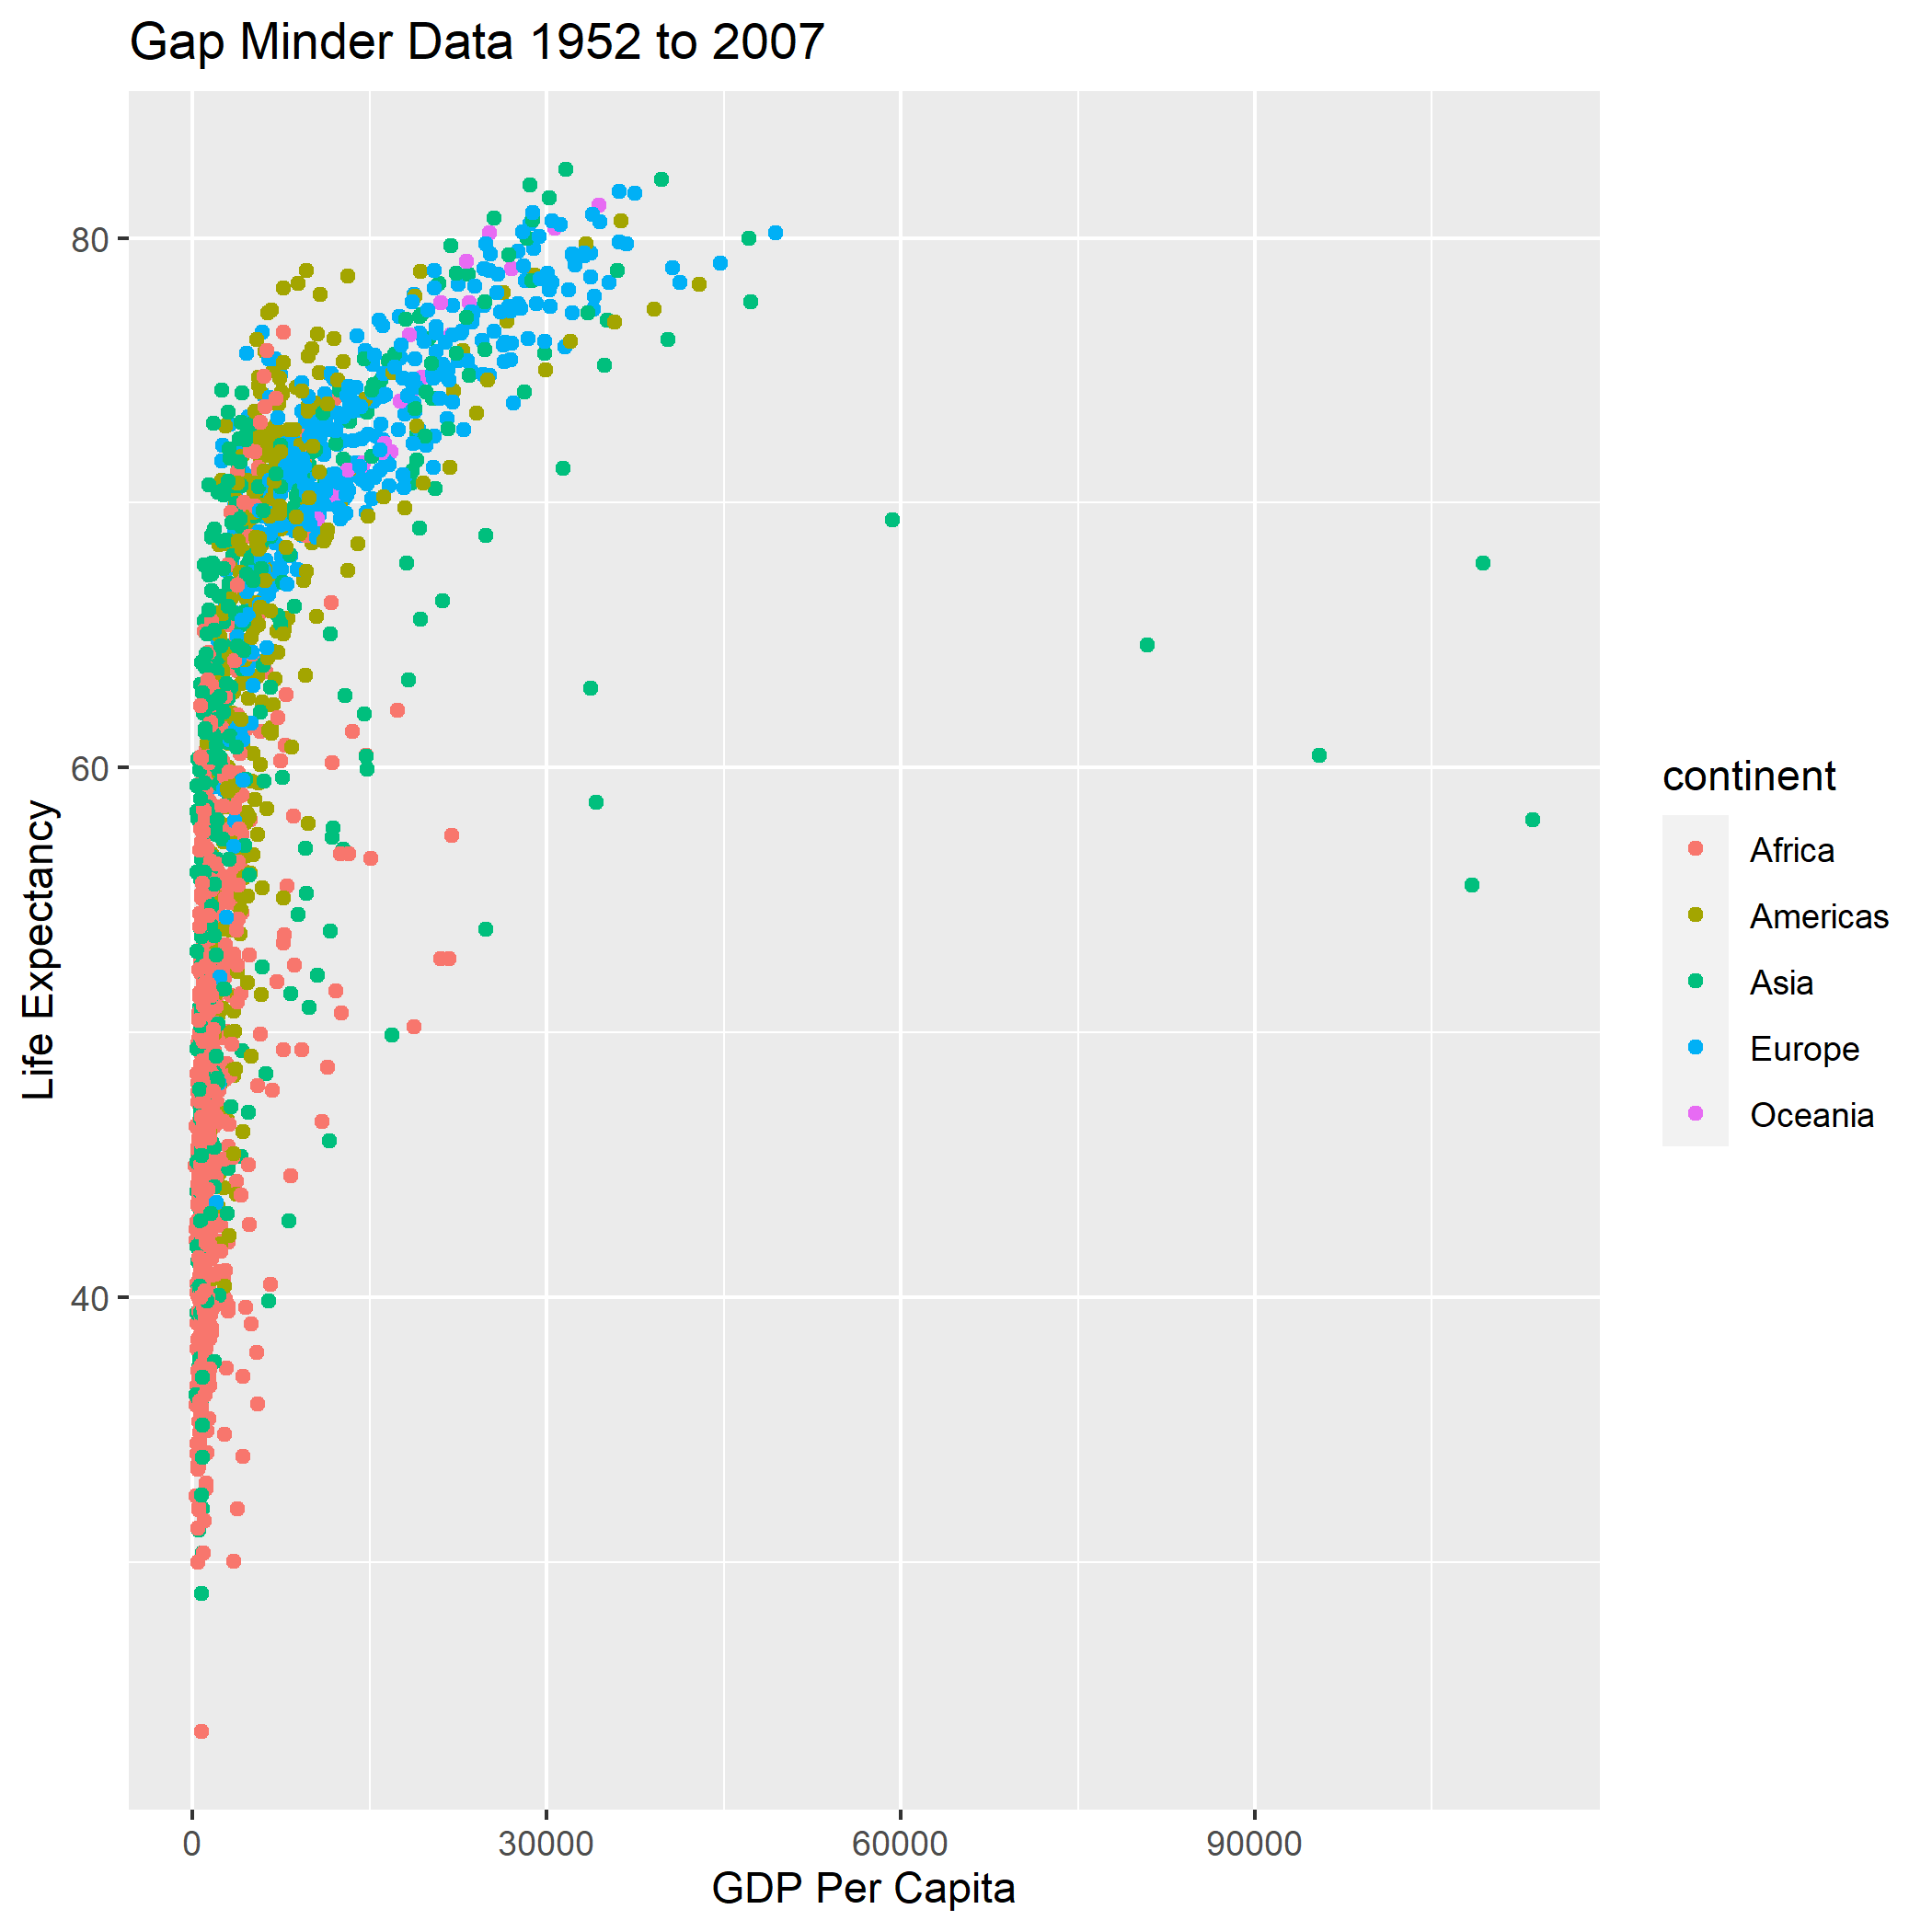 Gap Minder Data 1952 to 2007
80
60
40
Life Expectancy
0 30000 60000 90000
GDP Per Capita
continent
Africa
Americas
Asia
Europe
Oceania